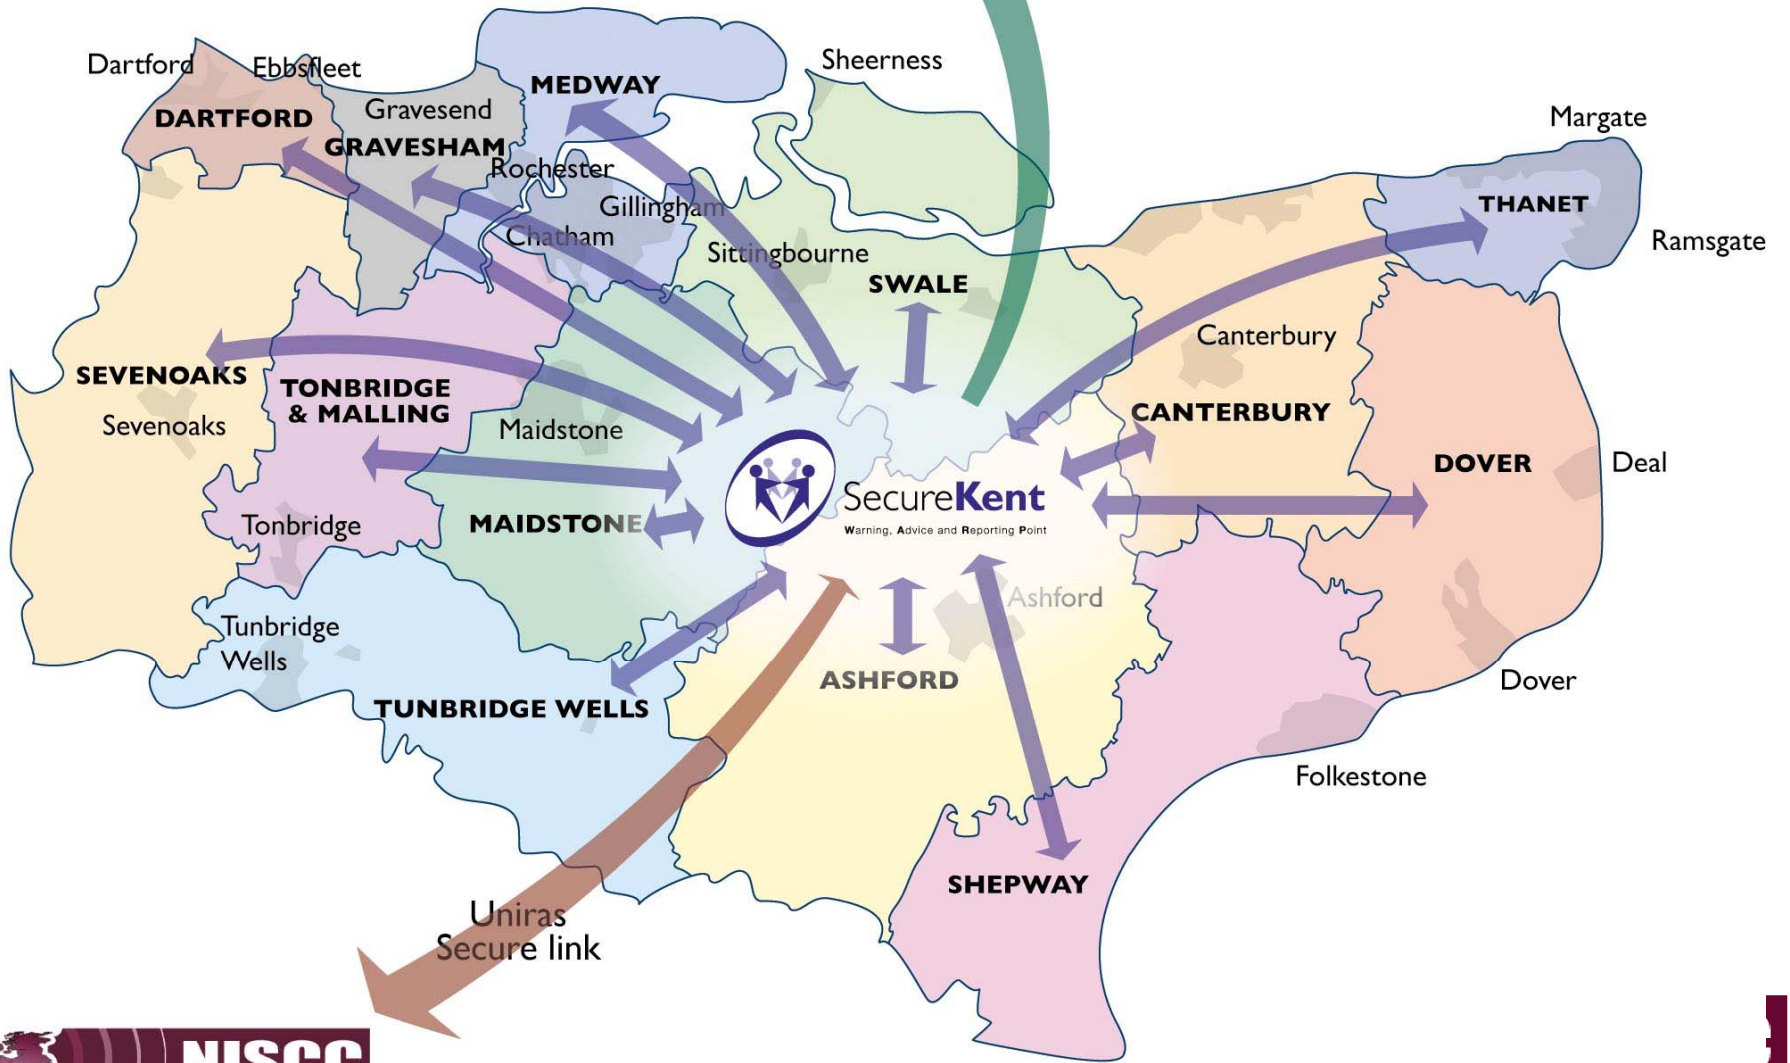 Sheerness
Dartford
Ebbsfleet
MEDWAY
Gravesend
DARTFORD
Margate
GRAVESHAM
Rochester
THANET
Gillingham
Chatham
Ramsgate
Sittingbourne
SWALE
Canterbury
SEVENOAKS
TONBRIDGE
& MALLING
CANTERBURY
Sevenoaks
Maidstone
DOVER
Deal
SecureKent
Warning, Advice and Reporting Point
Tonbridge
MAIDSTONE
Ashford
Tunbridge
Wells
ASHFORD
Dover
TUNBRIDGE WELLS
Folkestone
SHEPWAY
Uniras
Secure link
NISCC